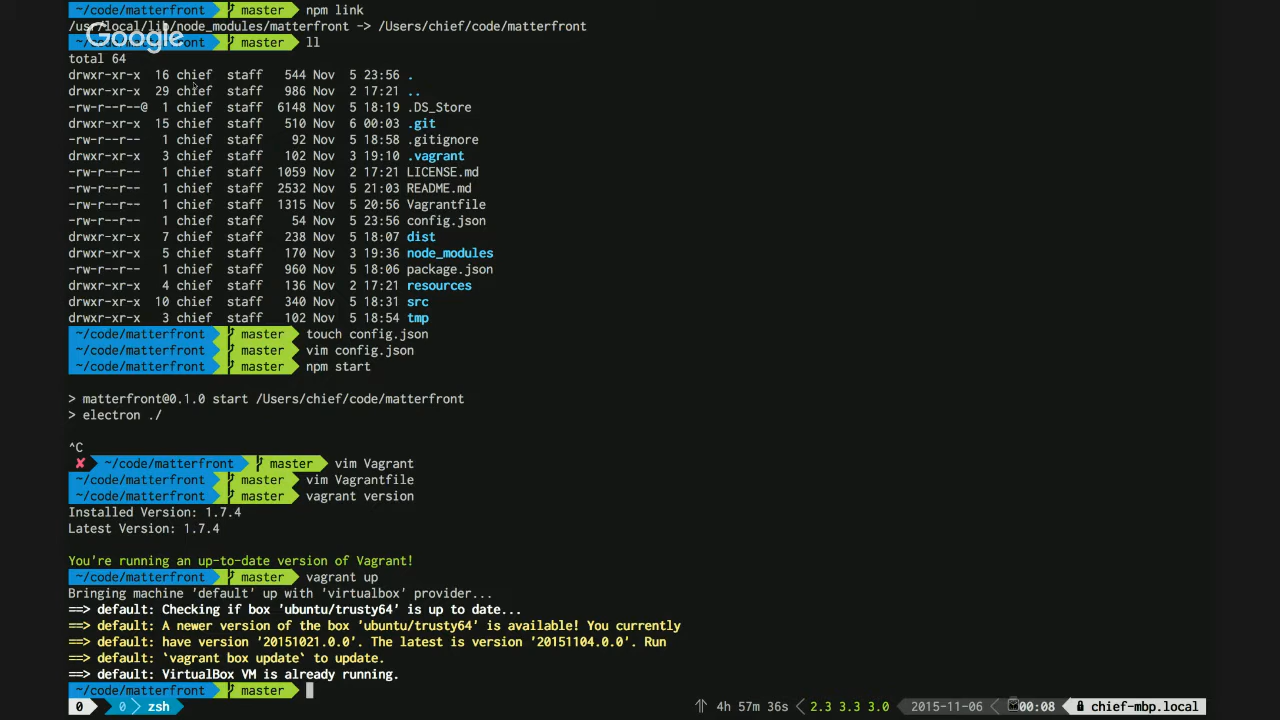 ~/code/matterfront master npm link
/usr/local/lib/node_modules/matterfront -> /Users/chief/code/matterfront
Google
~/code/matterfront master ll
total 64
drwxr-xr-x 16 chief staff 544 Nov 5 23:56 .
drwxr-xr-x 29 chief staff 986 Nov 2 17:21 ..
-rw-r--r--@ 1 chief staff 6148 Nov 5 18:19 .DS_Store
drwxr-xr-x 15 chief staff 510 Nov 6 00:03 .git
-rw-r--r-- 1 chief staff 92 Nov 5 18:58 .gitignore
drwxr-xr-x 3 chief staff 102 Nov 3 19:10 .vagrant
-rw-r--r-- 1 chief staff 1059 Nov 2 17:21 LICENSE.md
-rw-r--r-- 1 chief staff 2532 Nov 5 21:03 README.md
-rw-r--r-- 1 chief staff 1315 Nov 5 20:56 Vagrantfile
-rw-r--r-- 1 chief staff 54 Nov 5 23:56 config.json
drwxr-xr-x 7 chief staff 238 Nov 5 18:07 dist
drwxr-xr-x 5 chief staff 170 Nov 3 19:36 node_modules
-rw-r--r-- 1 chief staff 960 Nov 5 18:06 package.json
drwxr-xr-x 4 chief staff 136 Nov 2 17:21 resources
drwxr-xr-x 10 chief staff 340 Nov 5 18:31 src
drwxr-xr-x 3 chief staff 102 Nov 5 18:54 tmp
~/code/matterfront master touch config.json
~/code/matterfront master vim config.json
~/code/matterfront master npm start
> matterfront@0.1.0 start /Users/chief/code/matterfront
> electron ./
^C
✘ ~/code/matterfront master vim Vagrant
~/code/matterfront master vim Vagrantfile
~/code/matterfront master vagrant version
Installed Version: 1.7.4
Latest Version: 1.7.4
You're running an up-to-date version of Vagrant!
~/code/matterfront master vagrant up
Bringing machine 'default' up with 'virtualbox' provider...
==> default: Checking if box 'ubuntu/trusty64' is up to date...
==> default: A newer version of the box 'ubuntu/trusty64' is available! You currently
==> default: have version '20151021.0.0'. The latest is version '20151104.0.0'. Run
==> default: `vagrant box update` to update.
==> default: VirtualBox VM is already running.
~/code/matterfront master
0 0 zsh 4h 57m 36s 2.3 3.3 3.0 2015-11-06 00:08 chief-mbp.local